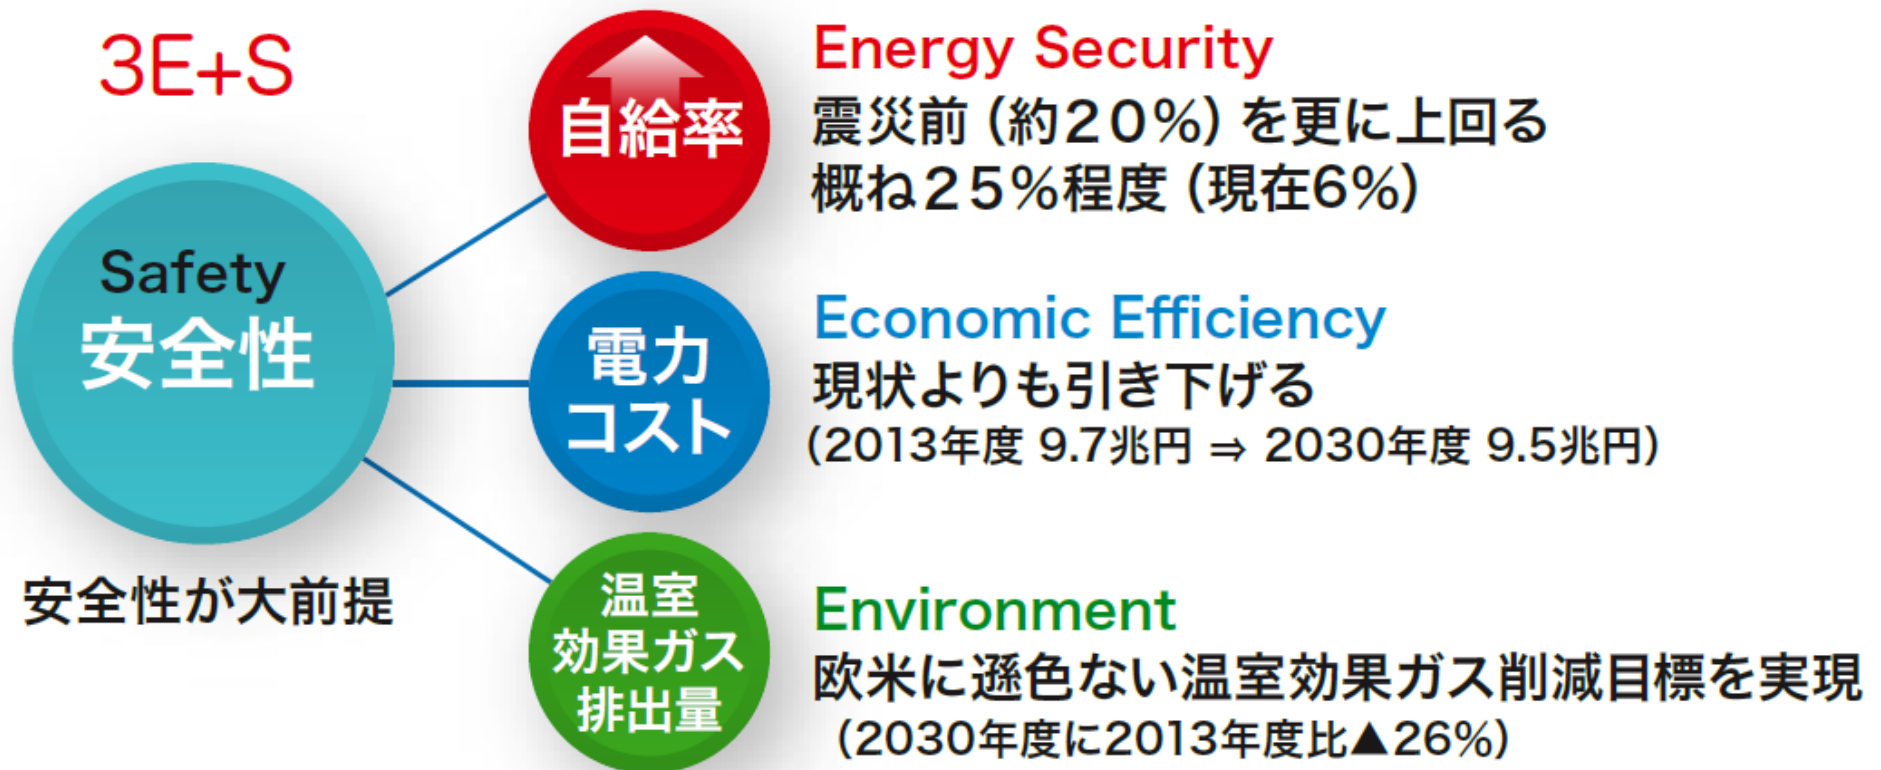 3E+S
Safety
安全性
安全性が大前提
自給率
Energy Security
震災前(約20%)を更に上回る
概ね25%程度(現在6%)
電力
コスト
Economic Efficiency
現状よりも引き下げる
(2013年度 9.7兆円 ⇒ 2030年度 9.5兆円)
温室
効果ガス
排出量
Environment
欧米に遜色ない温室効果ガス削減目標を実現
(2030年度に2013年度比▲26%)